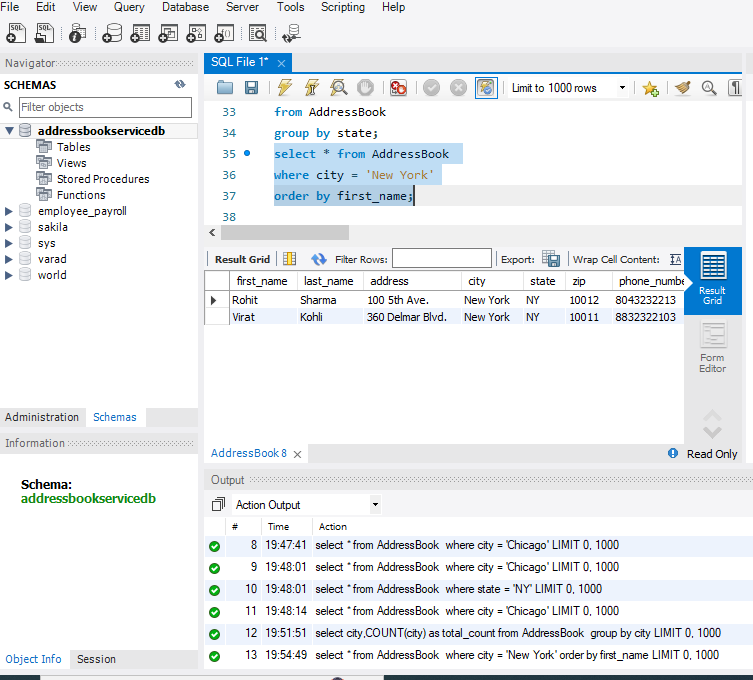 File Edit View Query Database Server Tools Scripting Help
Navigator
SCHEMAS
Filter objects
addressbookservicedb
Tables
Views
Stored Procedures
Functions
employee_payroll
sakila
sys
varad
world
Administration Schemas
Information
Schema:
addressbookservicedb
Object Info Session
SQL File 1*
Limit to 1000 rows
33 from AddressBook
34 group by state;
35 select * from AddressBook
36 where city = 'New York'
37 order by first_name;
38
Result Grid Filter Rows: Export: Wrap Cell Content:
first_name last_name address city state zip phone_numbe
Rohit Sharma 100 5th Ave. New York NY 10012 8043232213
Virat Kohli 360 Delmar Blvd. New York NY 10011 8832322103
Result
Grid
Form
Editor
AddressBook 8
Read Only
Output
Action Output
# Time Action
8 19:47:41 select * from AddressBook where city = 'Chicago' LIMIT 0, 1000
9 19:48:01 select * from AddressBook where city = 'Chicago' LIMIT 0, 1000
10 19:48:01 select * from AddressBook where state = 'NY' LIMIT 0, 1000
11 19:48:14 select * from AddressBook where city = 'Chicago' LIMIT 0, 1000
12 19:51:51 select city,COUNT(city) as total_count from AddressBook group by city LIMIT 0, 1000
13 19:54:49 select * from AddressBook where city = 'New York' order by first_name LIMIT 0, 1000